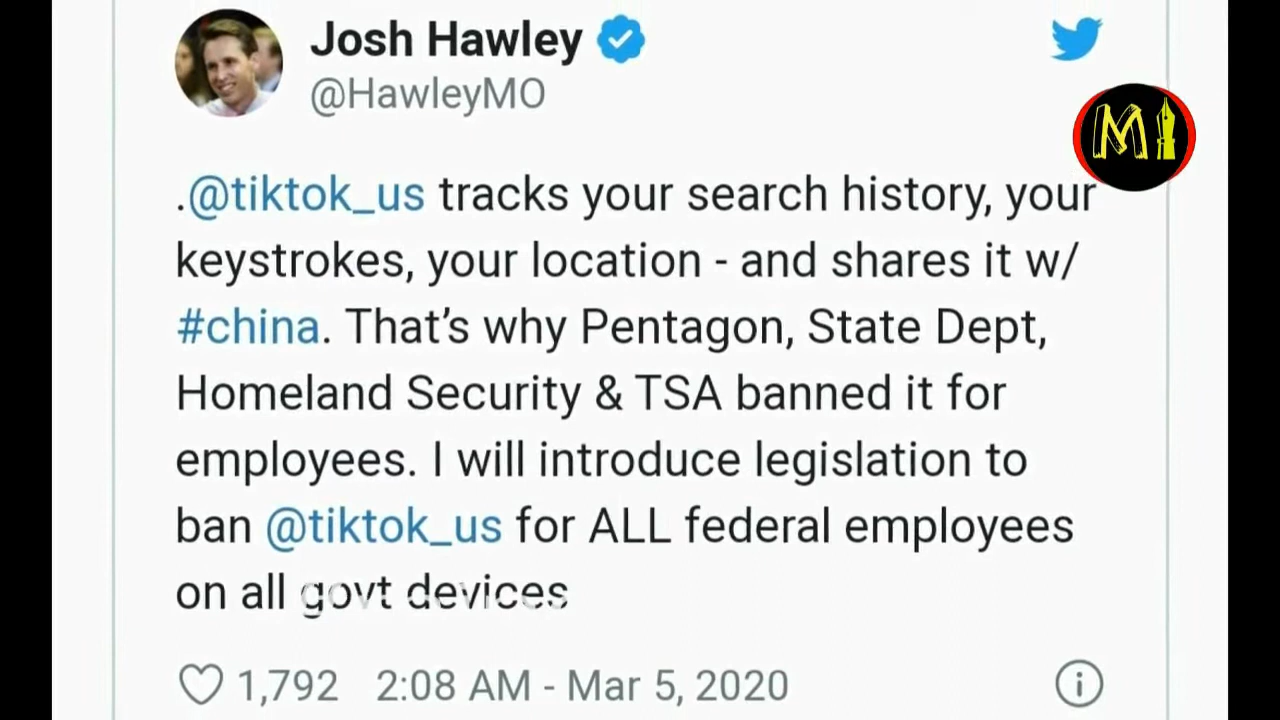 Josh Hawley
@HawleyMO
M
.@tiktok_us tracks your search history, your
keystrokes, your location - and shares it w/
#china. That’s why Pentagon, State Dept,
Homeland Security & TSA banned it for
employees. I will introduce legislation to
ban @tiktok_us for ALL federal employees
on all govt devices
1,792 2:08 AM - Mar 5, 2020